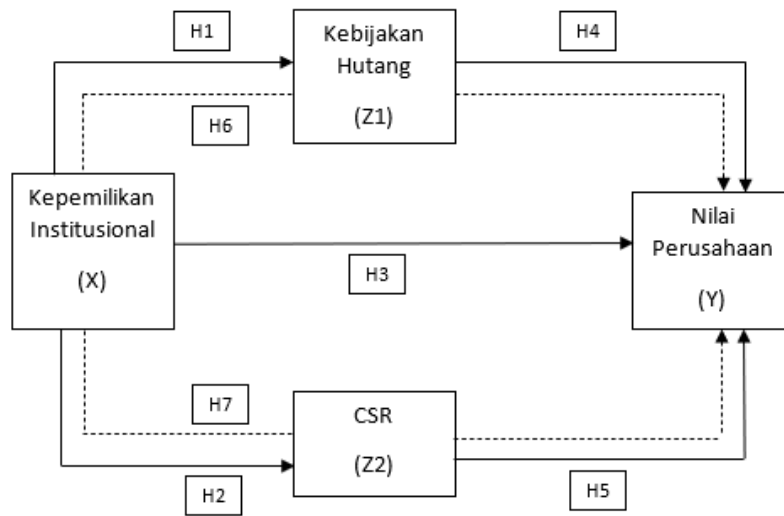 H1
Kebijakan
Hutang
(Z1)
H4
H6
Kepemilikan
Institusional
(X)
H3
Nilai
Perusahaan
(Y)
H7
CSR
(Z2)
H2
H5